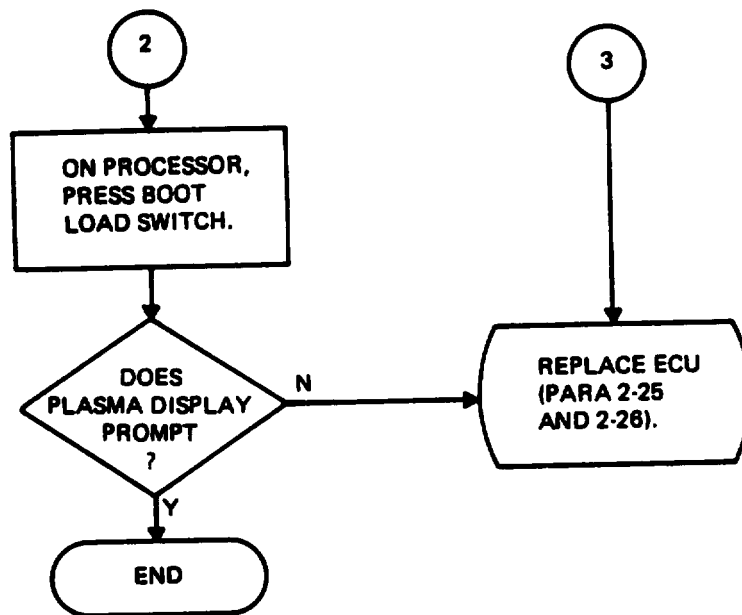 2
3
ON PROCESSOR,
PRESS BOOT
LOAD SWITCH.
DOES
PLASMA DISPLAY
PROMPT
?
N
REPLACE ECU
(PARA 2-25
AND 2-26).
Y
END